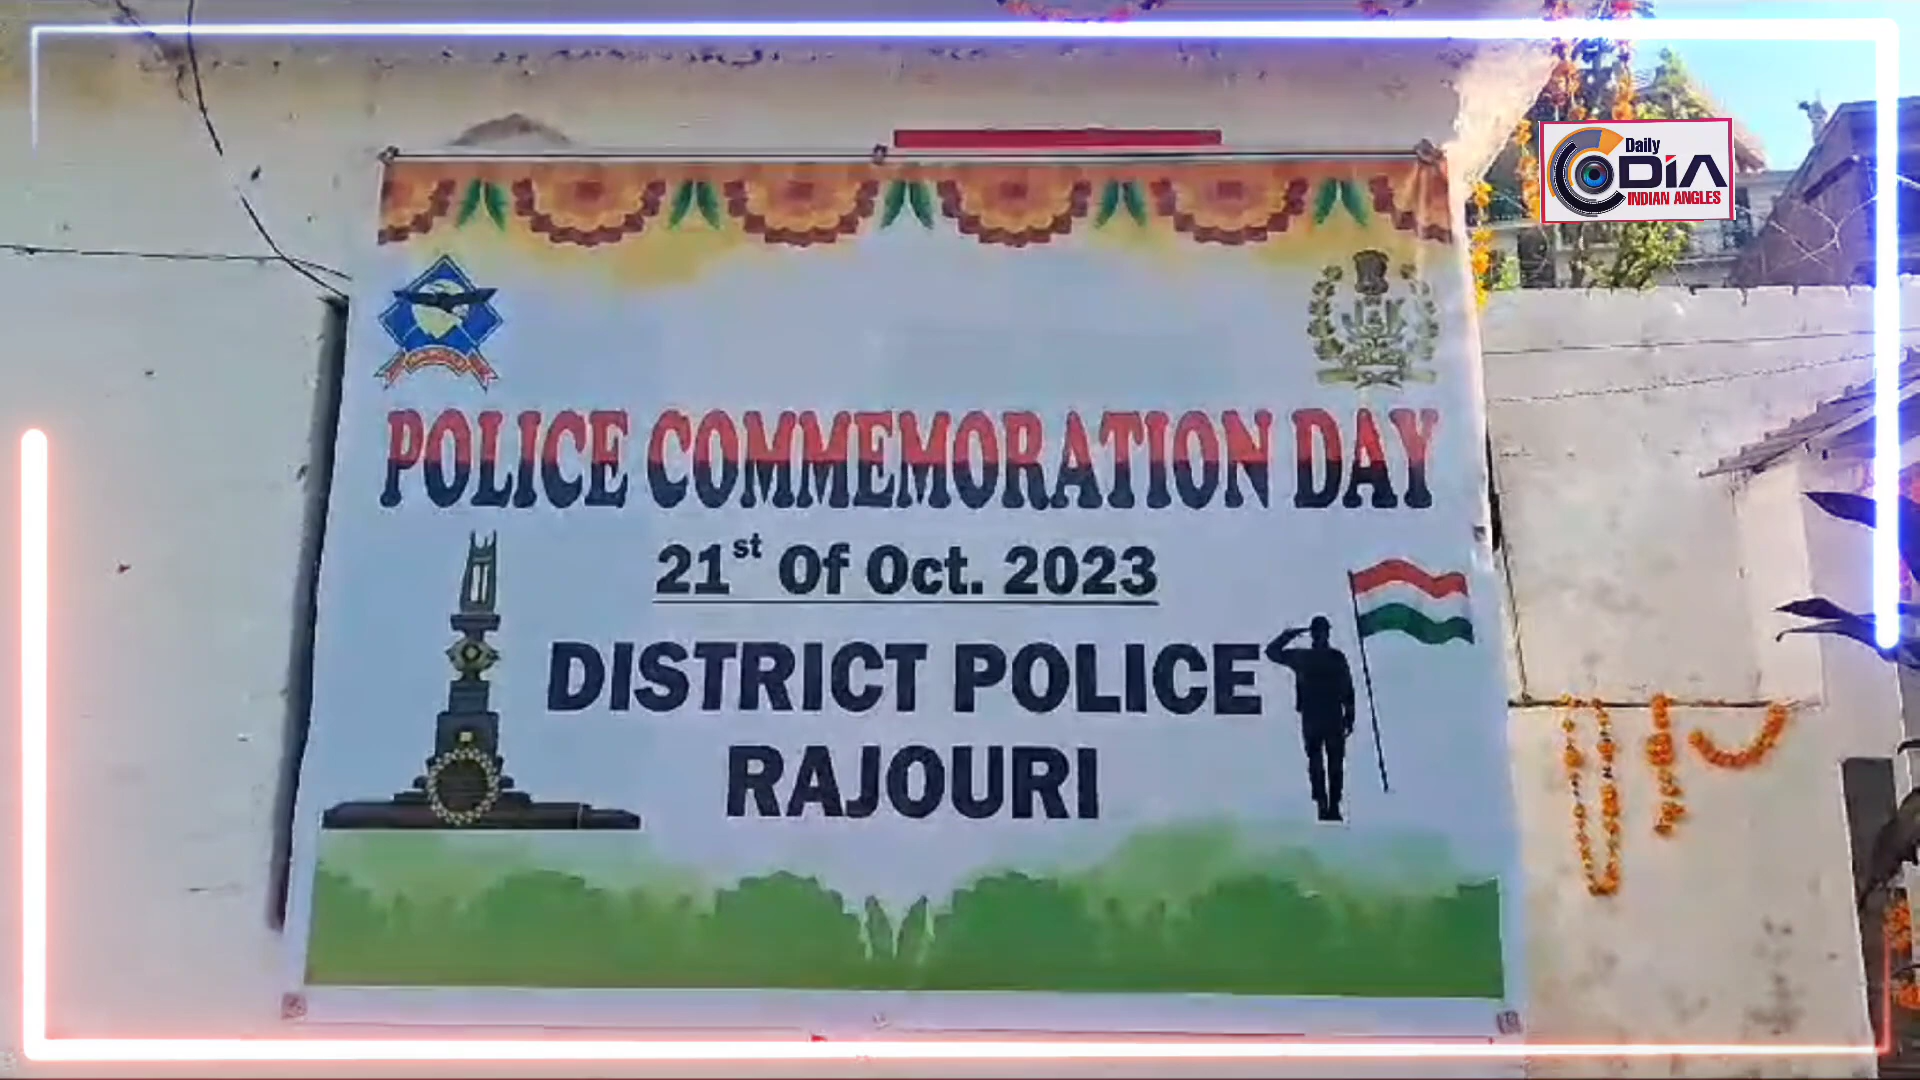 Daily
DIA
INDIAN ANGLES
POLICE COMMEMORATION DAY
21st Of Oct. 2023
DISTRICT POLICE
RAJOURI